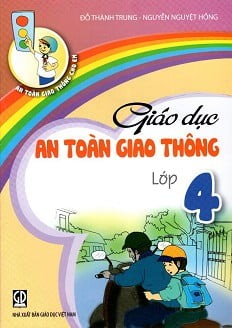 ĐỖ THÀNH TRUNG - NGUYỄN NGUYỆT HỒNG
AN TOÀN GIAO THÔNG CHO EM
Giáo dục
AN TOÀN GIAO THÔNG
Lớp 4
NHÀ XUẤT BẢN GIÁO DỤC VIỆT NAM